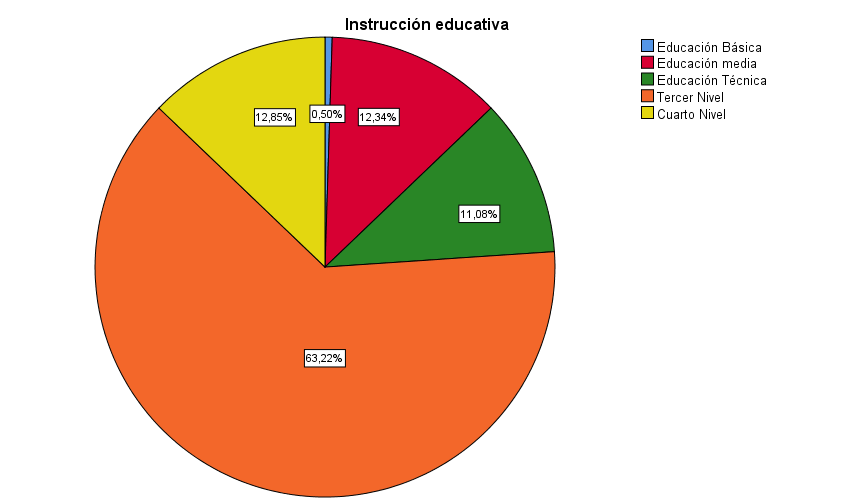 Instrucción educativa
Educación Básica
Educación media
Educación Técnica
Tercer Nivel
Cuarto Nivel
12,85%
0,50%
12,34%
11,08%
63,22%